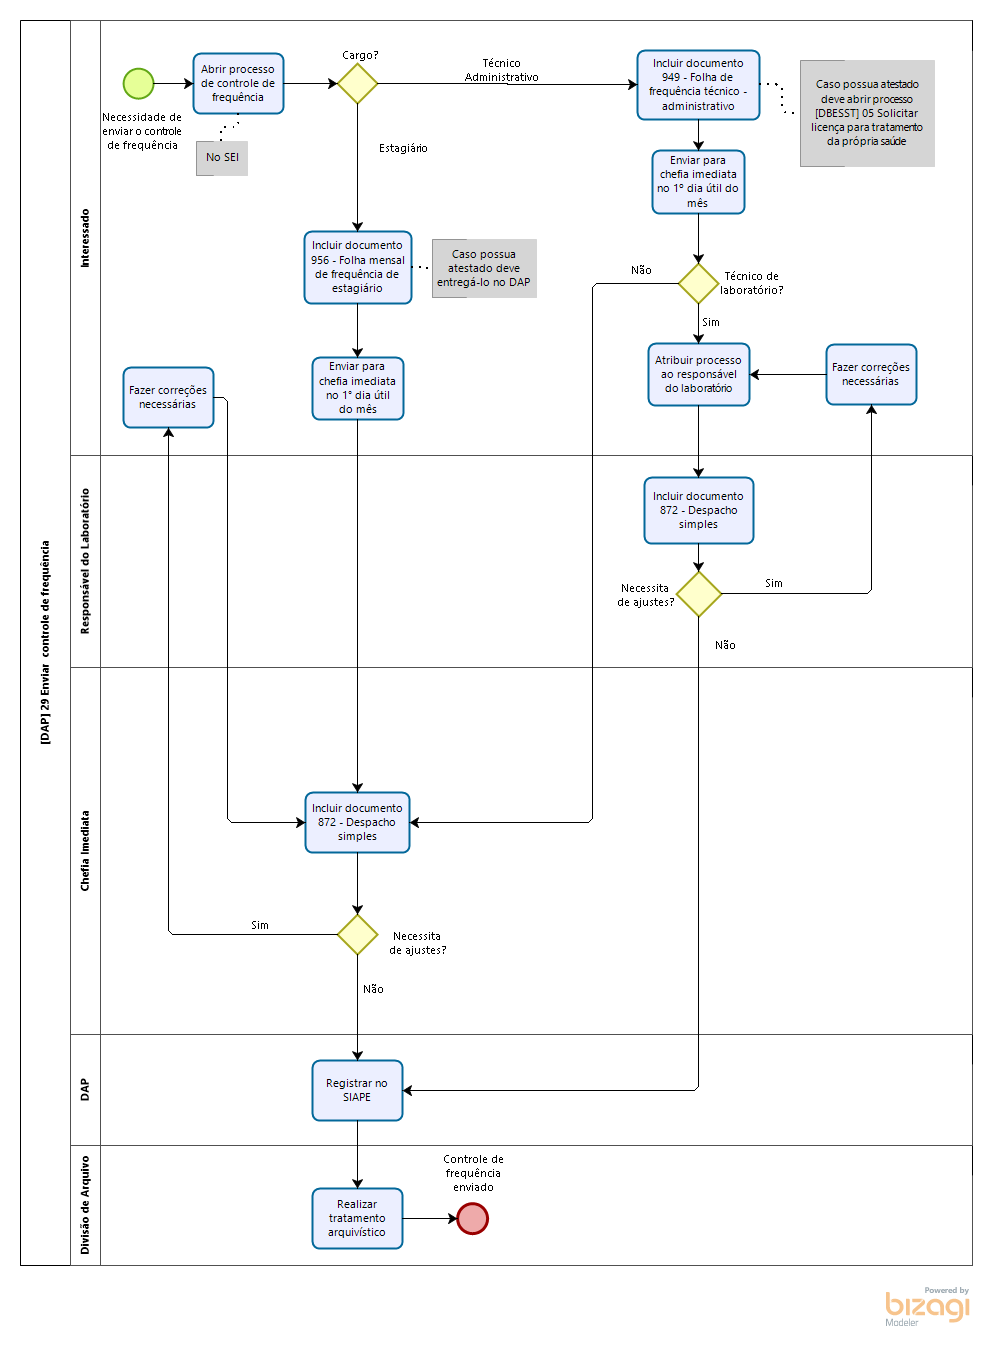 [DAP] 29 Enviar controle de frequência
Interessado
Necessidade de
enviar o controle
de frequência
Abrir processo
de controle de
frequência
No SEI
Cargo?
Técnico
Administrativo
Estagiário
Incluir documento
949 - Folha de
frequência técnico -
administrativo
Caso possua atestado
deve abrir processo
[DBESST] 05 Solicitar
licença para tratamento
da própria saúde
Enviar para
chefia imediata
no 1º dia útil do
mês
Incluir documento
956 - Folha mensal
de frequência de
estagiário
Caso possua
atestado deve
entregá-lo no DAP
Não
Técnico de
laboratório?
Sim
Enviar para
chefia imediata
no 1° dia útil
do mês
Atribuir processo
ao responsável
do laboratório
Fazer correções
necessárias
Fazer correções
necessárias
Responsável do Laboratório
Incluir documento
872 - Despacho
simples
Necessita
de ajustes?
Sim
Não
Chefia Imediata
Incluir documento
872 - Despacho
simples
Sim
Necessita
de ajustes?
Não
DAP
Registrar no
SIAPE
Divisão de Arquivo
Realizar
tratamento
arquivístico
Controle de
frequência
enviado
Powered by
bizagi
Modeler